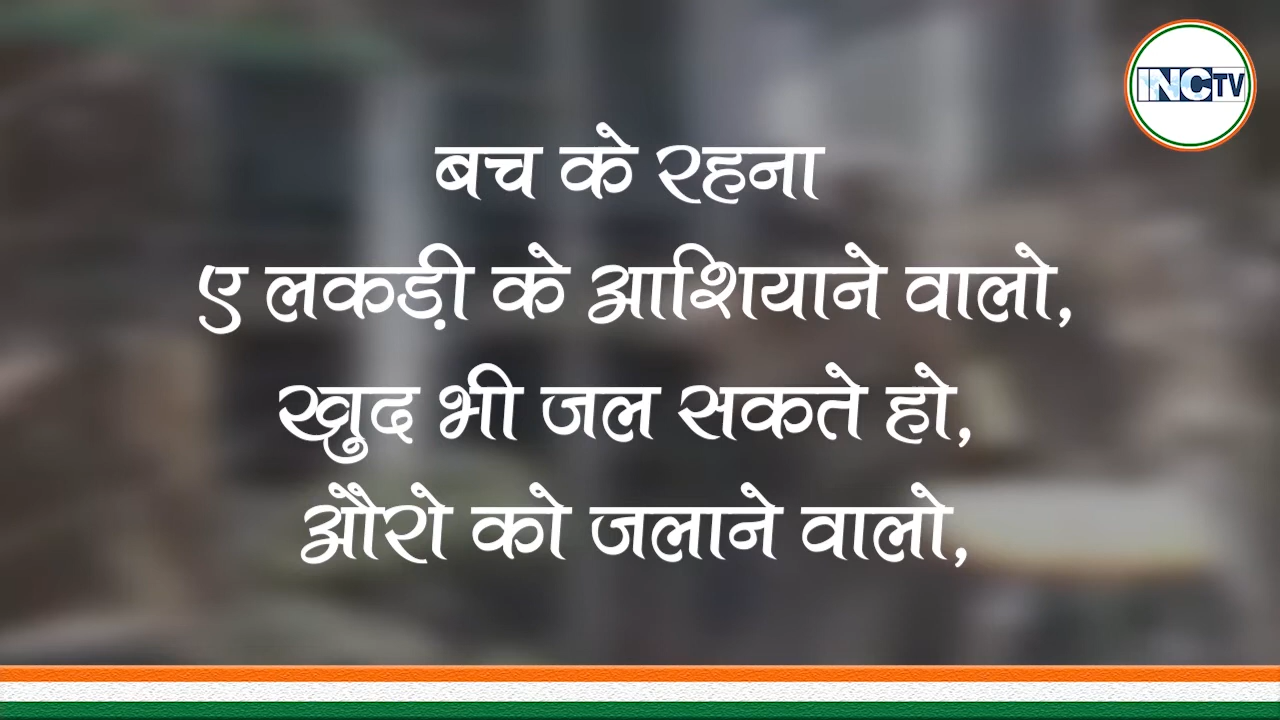 INCTV
बच के रहना
ए लकड़ी के आशियाने वालो,
खुद भी जल सकते हो,
औरो को जलाने वालो,